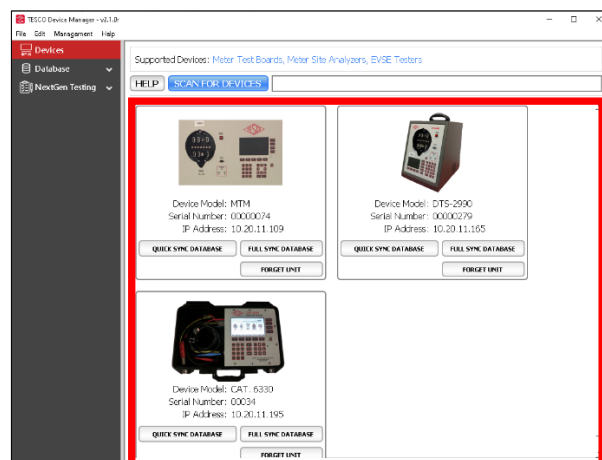 TESCO Device Manager - v3.1.0r
File Edit Management Help
Devices
Database
NextGen Testing
Supported Devices: Meter Test Boards, Meter Site Analyzers, EVSE Testers
HELP SCAN FOR DEVICES
Device Model: MTM
Serial Number: 00000074
IP Address: 10.20.11.109
QUICK SYNC DATABASE FULL SYNC DATABASE
FORGET UNIT
Device Model: DTS-2990
Serial Number: 00000279
IP Address: 10.20.11.165
QUICK SYNC DATABASE FULL SYNC DATABASE
FORGET UNIT
Device Model: CAT. 6330
Serial Number: 00034
IP Address: 10.20.11.195
QUICK SYNC DATABASE FULL SYNC DATABASE
FORGET UNIT